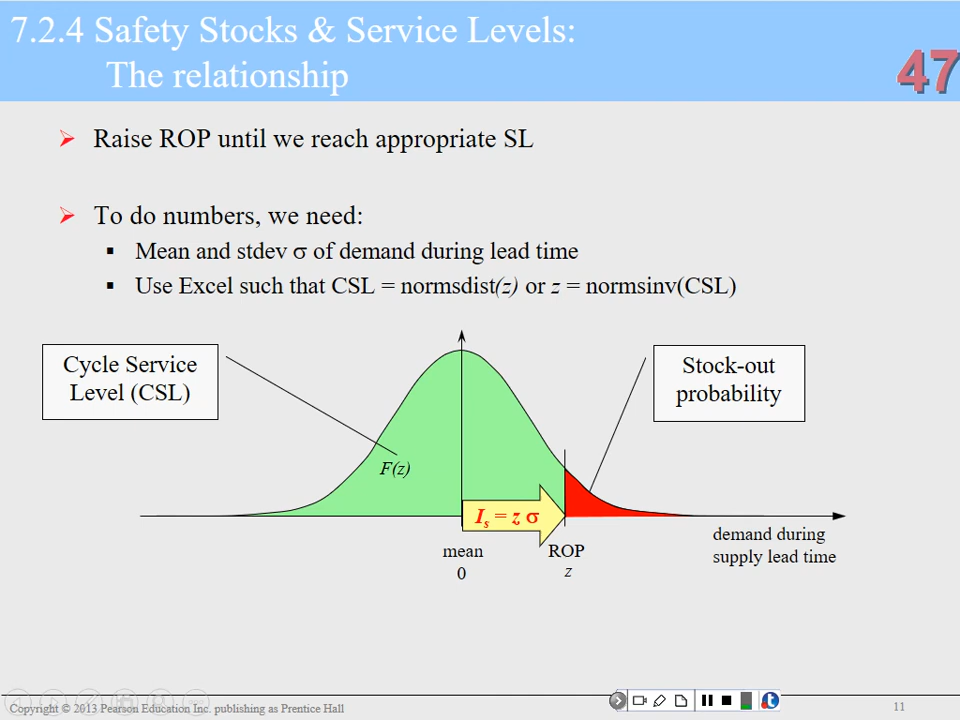 7.2.4 Safety Stocks & Service Levels:
The relationship
47
Raise ROP until we reach appropriate SL
To do numbers, we need:
Mean and stdev σ of demand during lead time
Use Excel such that CSL = normsdist(z) or z = normsinv(CSL)
Cycle Service
Level (CSL)
Stock-out
probability
F(z)
Is = z σ
mean
0
ROP
z
demand during
supply lead time
Copyright © 2013 Pearson Education Inc. publishing as Prentice Hall
11